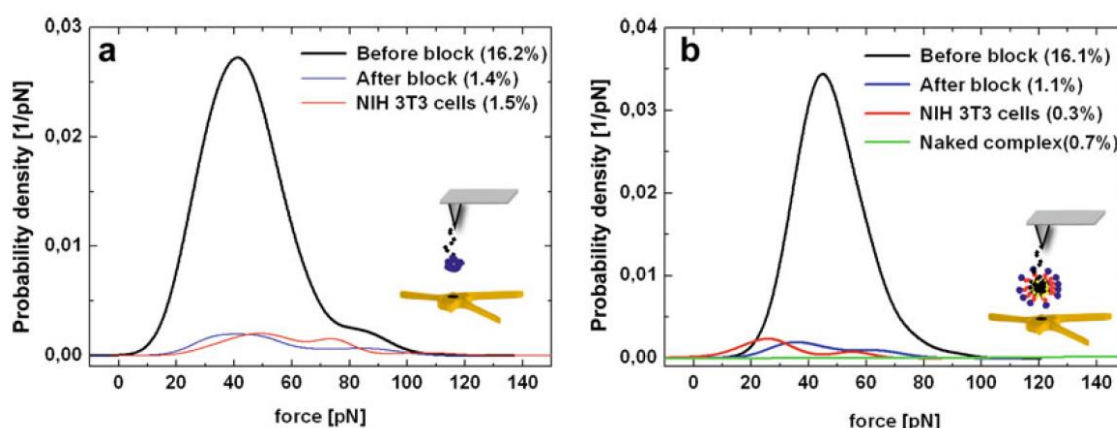 a
Before block (16.2%)
After block (1.4%)
NIH 3T3 cells (1.5%)
Probability density [1/pN]
0,03
0,02
0,01
0,00
0 20 40 60 80 100 120 140
force [pN]
b
Before block (16.1%)
After block (1.1%)
NIH 3T3 cells (0.3%)
Naked complex(0.7%)
Probability density [1/pN]
0,04
0,03
0,02
0,01
0,00
0 20 40 60 80 100 120 140
force [pN]